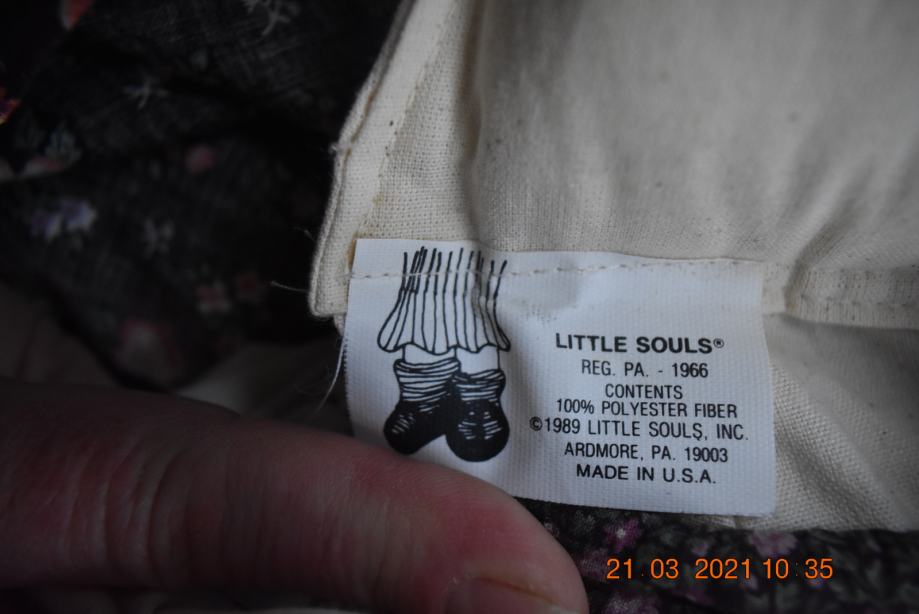 LITTLE SOULS®
REG. PA. - 1966
CONTENTS
100% POLYESTER FIBER
©1989 LITTLE SOULS, INC.
ARDMORE, PA. 19003
MADE IN U.S.A.
21 03 2021 10:35